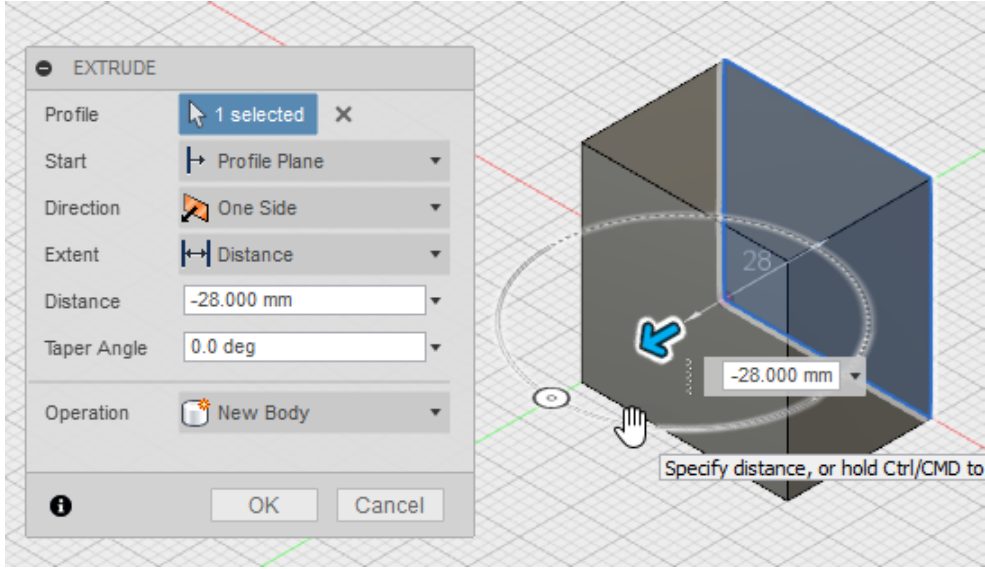 EXTRUDE
Profile 1 selected
Start Profile Plane
Direction One Side
Extent Distance
Distance -28.000 mm
Taper Angle 0.0 deg
Operation New Body
OK Cancel
28
-28.000 mm
Specify distance, or hold Ctrl/CMD to